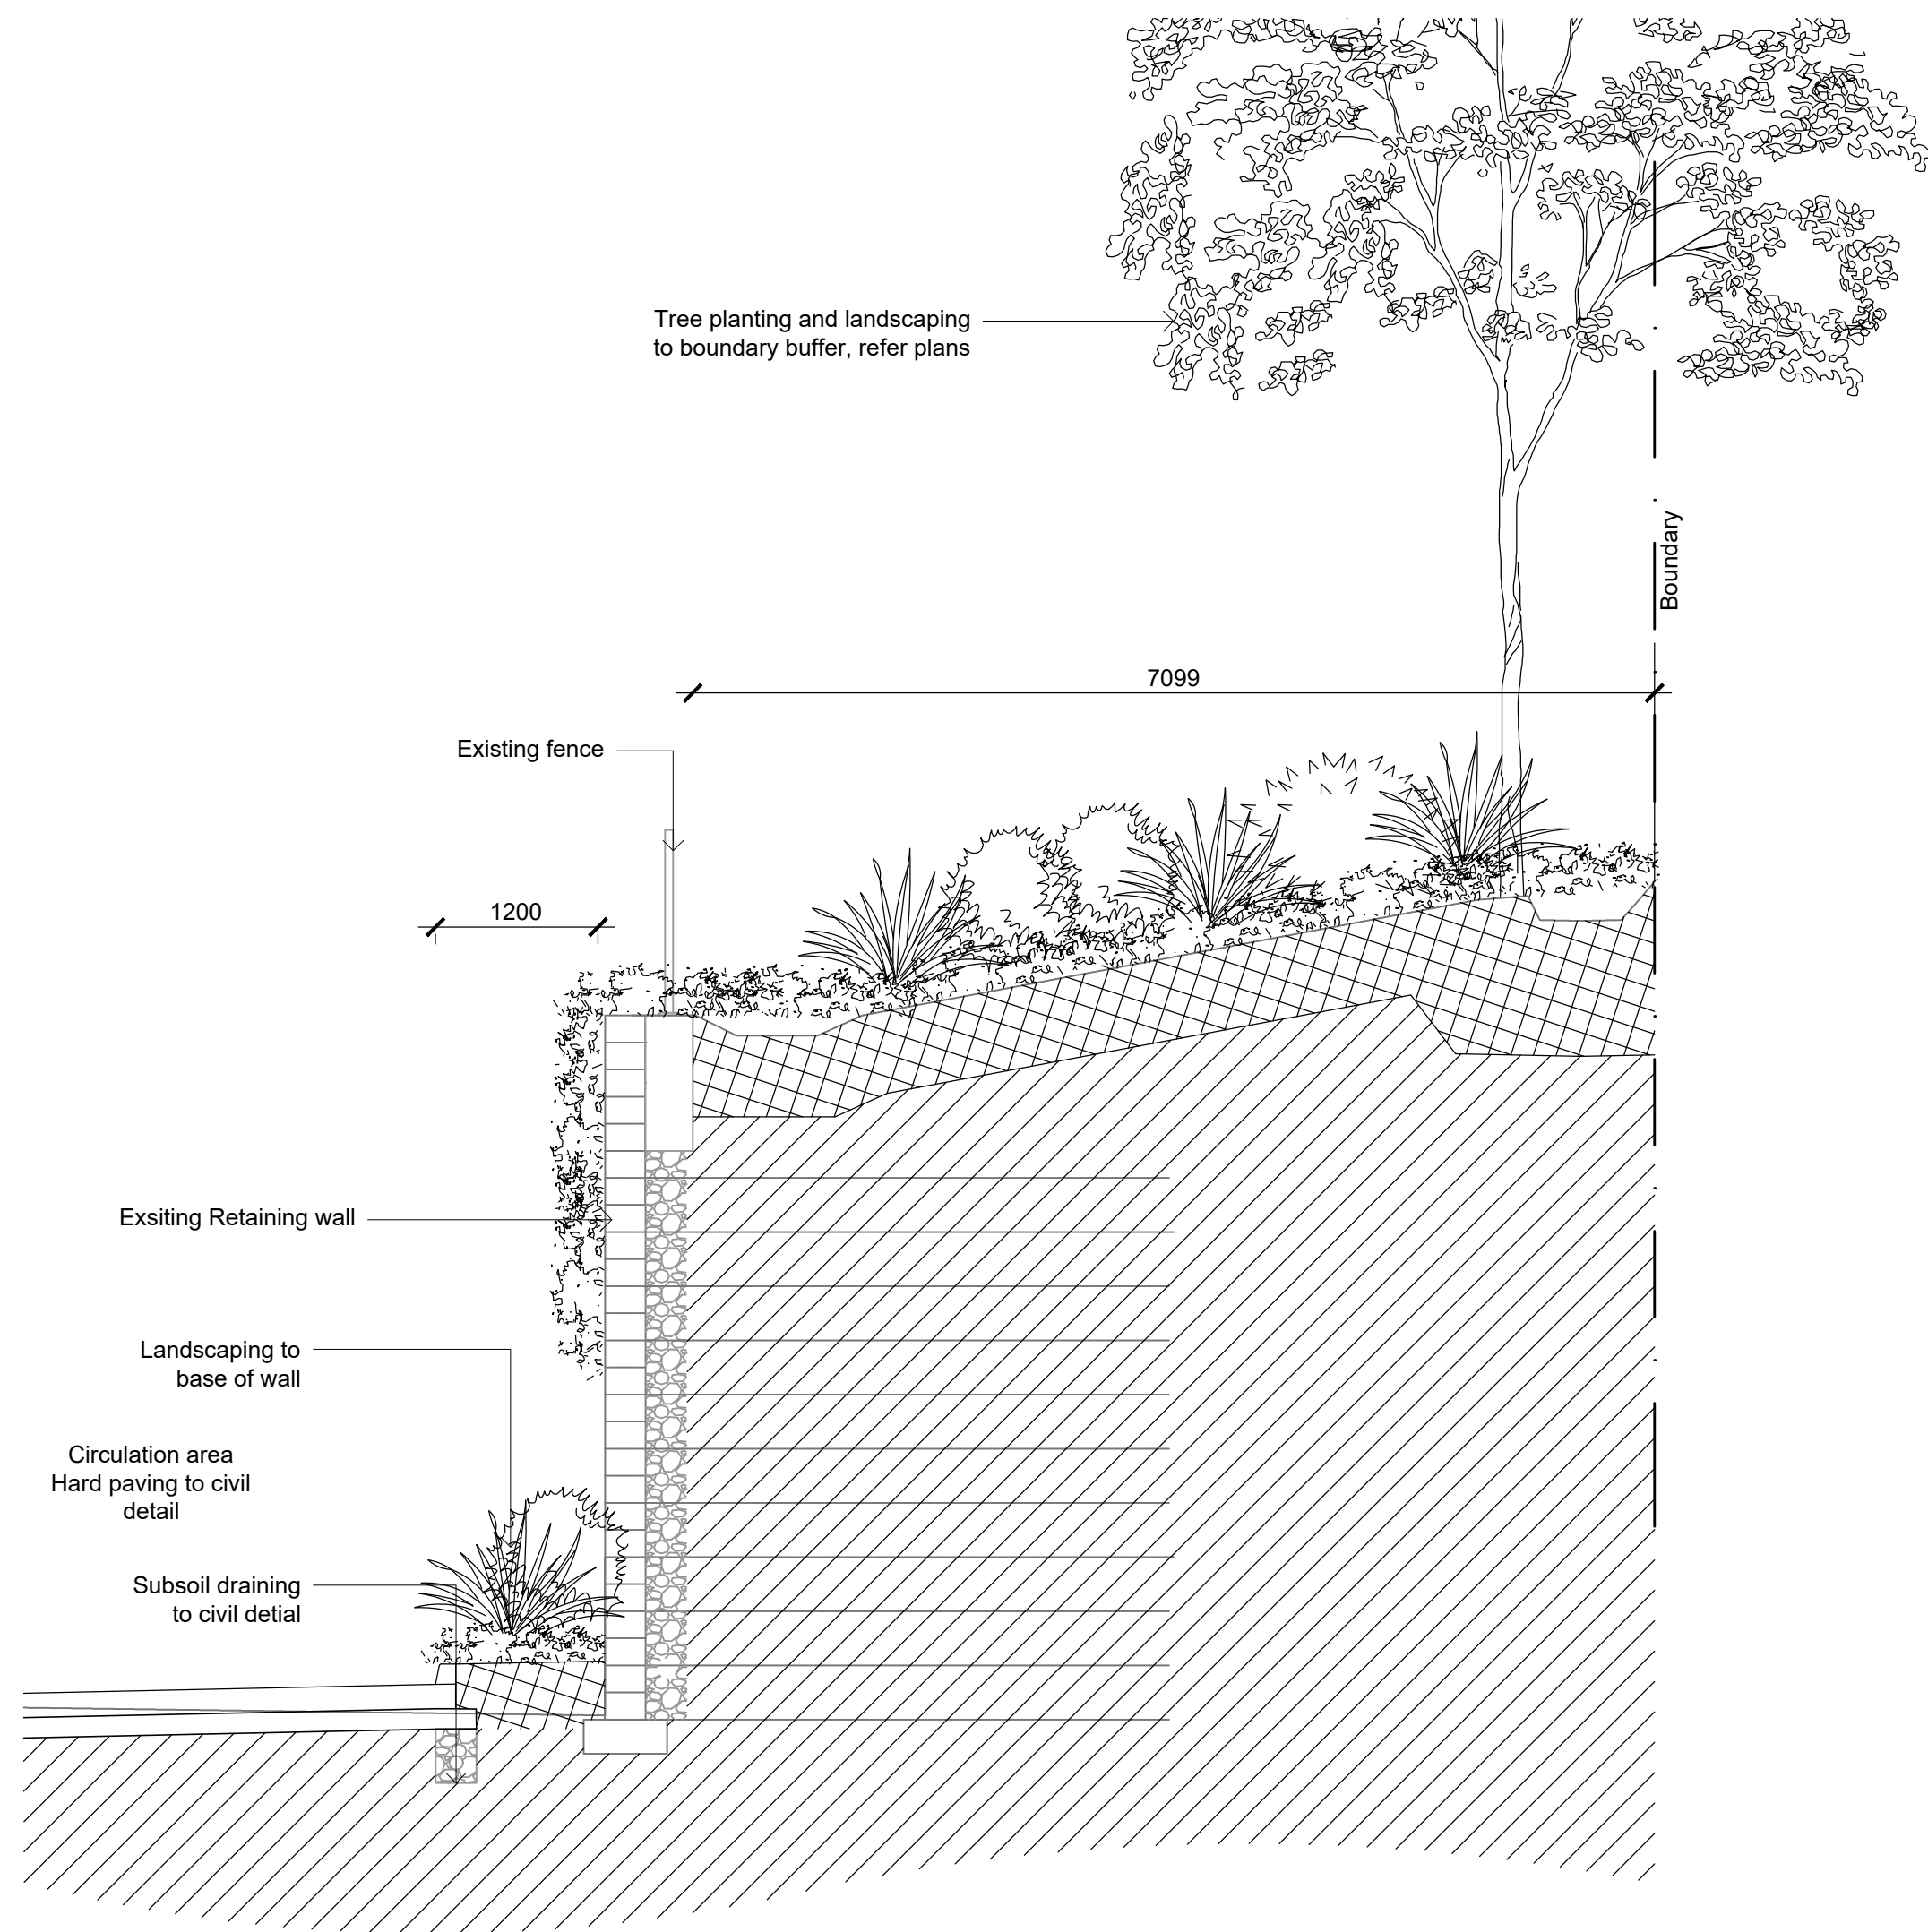 Tree planting and landscaping
to boundary buffer, refer plans
Boundary
7099
Existing fence
1200
Exsiting Retaining wall
Landscaping to
base of wall
Circulation area
Hard paving to civil
detail
Subsoil draining
to civil detial